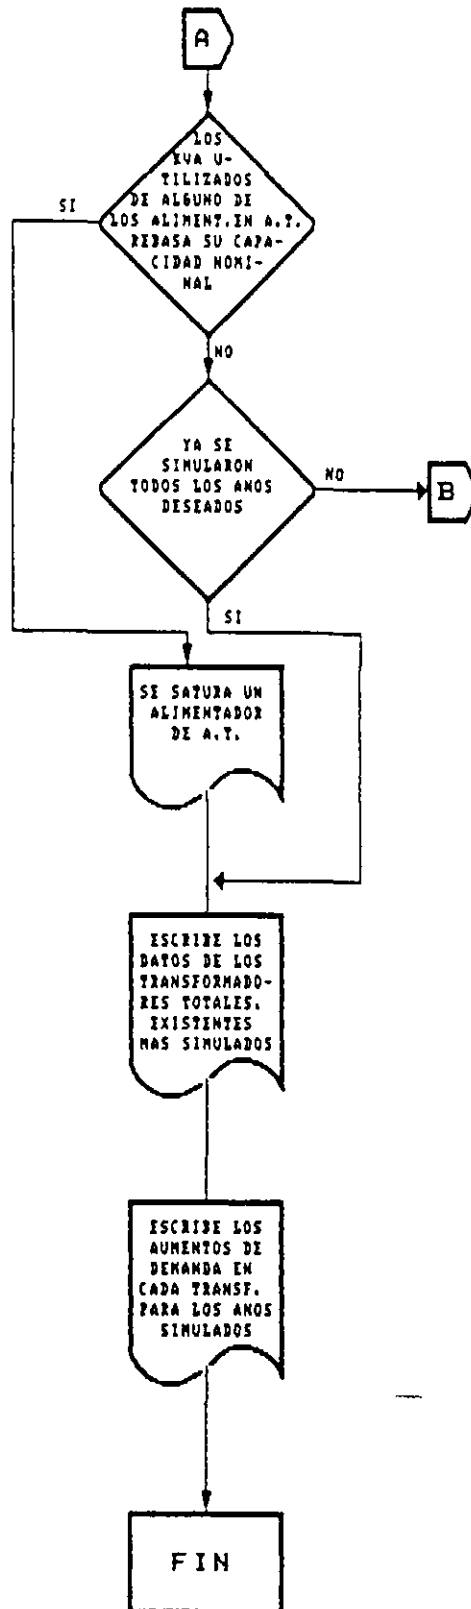 A
LOS
KVA U-
TILIZADOS
DE ALGUNO DE
LOS ALIMENT.EN A.T.
REBASA SU CAPA-
CIDAD NOMI-
NAL
SI
NO
YA SE
SIMULARON
TODOS LOS ANOS
DESEADOS
NO
B
SI
SE SATURA UN
ALIMENTADOR
DE A.T.
ESCRIBE LOS
DATOS DE LOS
TRANSFORMADO-
RES TOTALES.
EXISTENTES
MAS SIMULADOS
ESCRIBE LOS
AUMENTOS DE
DEMANDA EN
CADA TRANSF.
PARA LOS ANOS
SIMULADOS
FIN